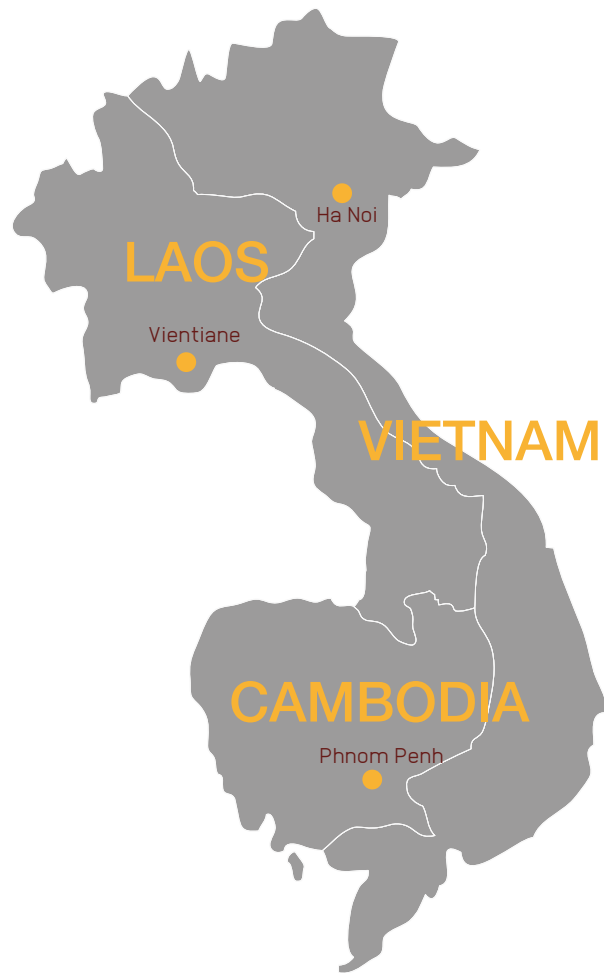 Ha Noi
LAOS
Vientiane
VIETNAM
CAMBODIA
Phnom Penh